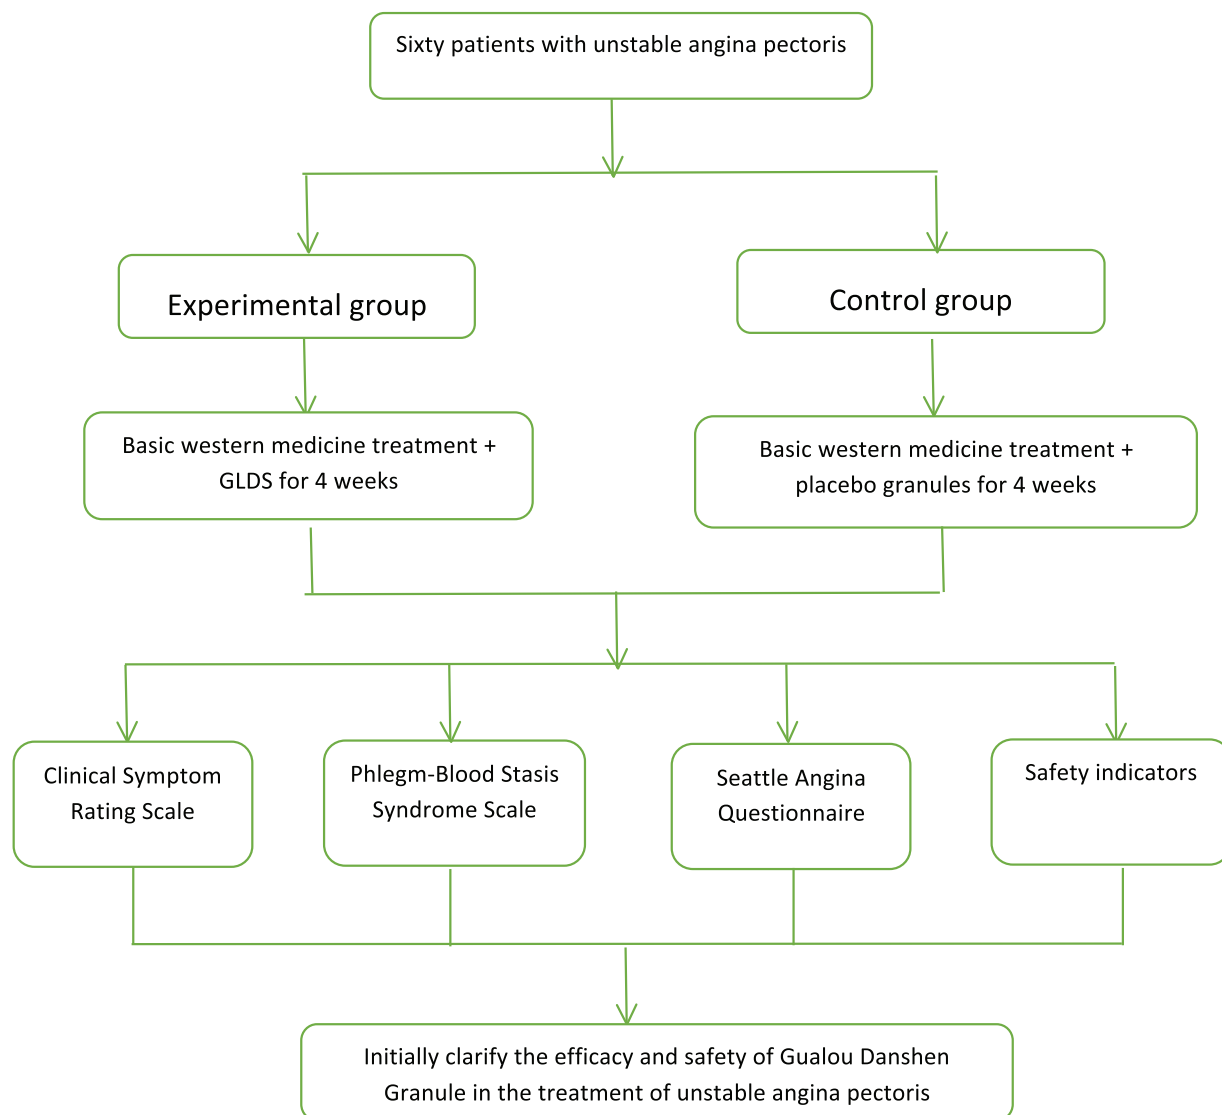 Sixty patients with unstable angina pectoris
Experimental group
Control group
Basic western medicine treatment +
GLDS for 4 weeks
Basic western medicine treatment +
placebo granules for 4 weeks
Clinical Symptom
Rating Scale
Phlegm-Blood Stasis
Syndrome Scale
Seattle Angina
Questionnaire
Safety indicators
Initially clarify the efficacy and safety of Gualou Danshen
Granule in the treatment of unstable angina pectoris